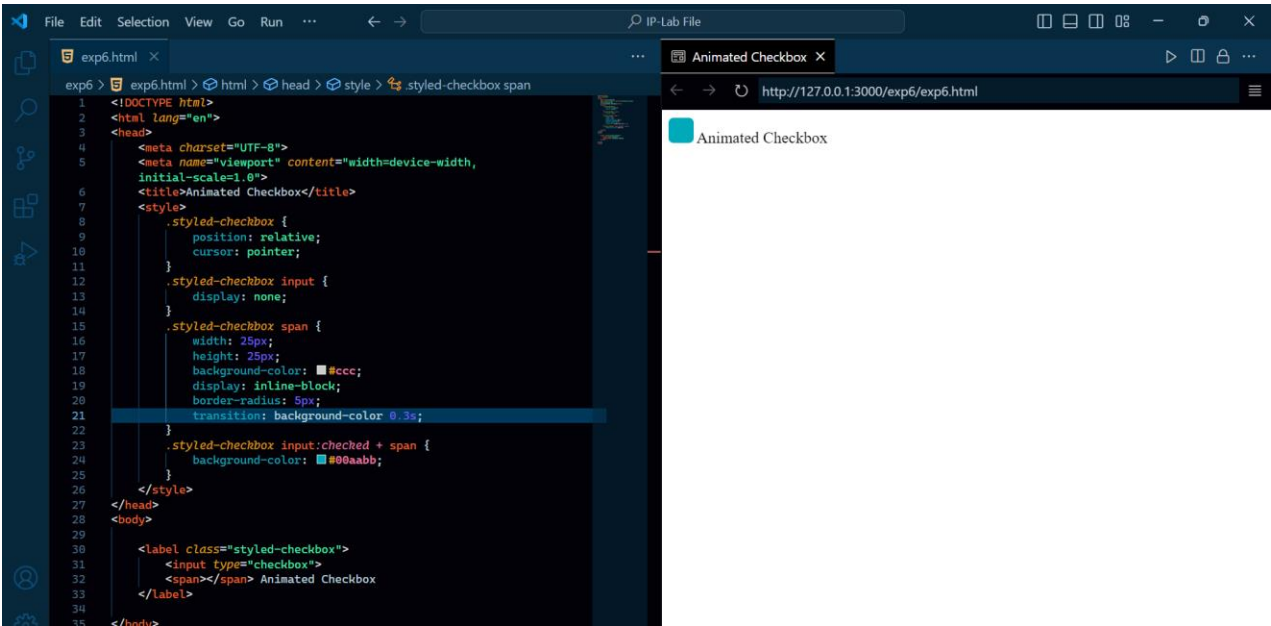 File Edit Selection View Go Run ··· ← → IP-Lab File
exp6.html × ···
exp6 > exp6.html > html > head > style > .styled-checkbox span
1 <!DOCTYPE html>
2 <html lang="en">
3 <head>
4 <meta charset="UTF-8">
5 <meta name="viewport" content="width=device-width,
initial-scale=1.0">
6 <title>Animated Checkbox</title>
7 <style>
8 .styled-checkbox {
9 position: relative;
10 cursor: pointer;
11 }
12 .styled-checkbox input {
13 display: none;
14 }
15 .styled-checkbox span {
16 width: 25px;
17 height: 25px;
18 background-color: #ccc;
19 display: inline-block;
20 border-radius: 5px;
21 transition: background-color 0.3s;
22 }
23 .styled-checkbox input:checked + span {
24 background-color: #00aabb;
25 }
26 </style>
27 </head>
28 <body>
29
30 <label class="styled-checkbox">
31 <input type="checkbox">
32 <span></span> Animated Checkbox
33 </label>
34
35 </body>
Animated Checkbox ×
http://127.0.0.1:3000/exp6/exp6.html
Animated Checkbox